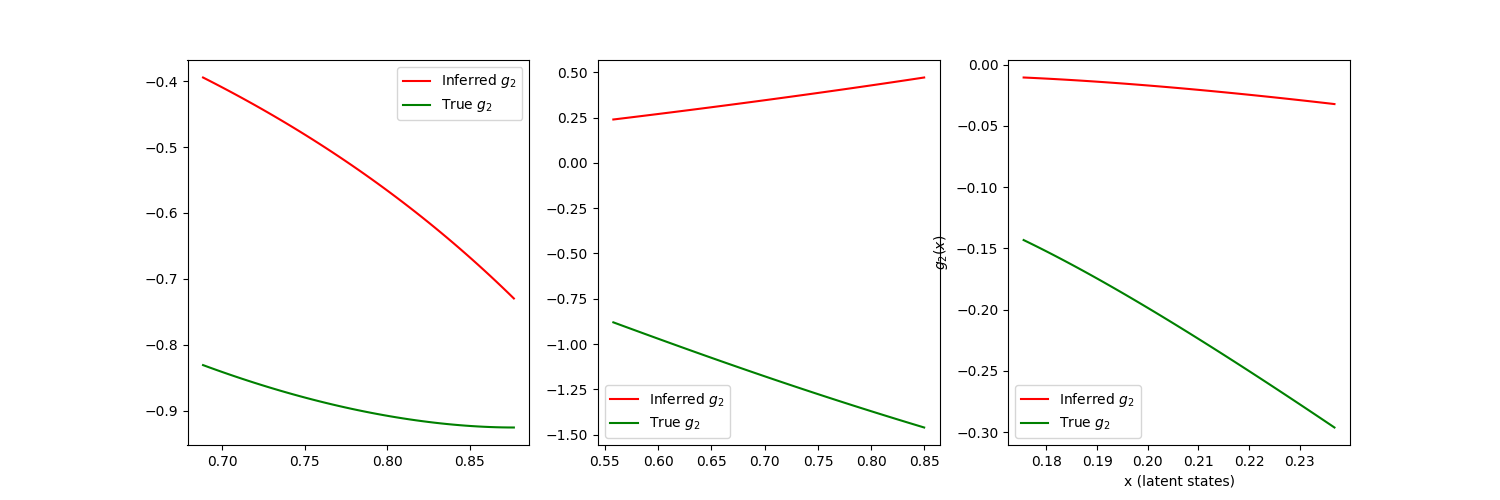 −0.4
−0.5
−0.6
−0.7
−0.8
−0.9
0.70 0.75 0.80 0.85
Inferred g₂
True g₂
0.50
0.25
0.00
−0.25
−0.50
−0.75
−1.00
−1.25
−1.50
0.55 0.60 0.65 0.70 0.75 0.80 0.85
Inferred g₂
True g₂
g₂(x)
0.00
−0.05
−0.10
−0.15
−0.20
−0.25
−0.30
0.18 0.19 0.20 0.21 0.22 0.23
x (latent states)
Inferred g₂
True g₂